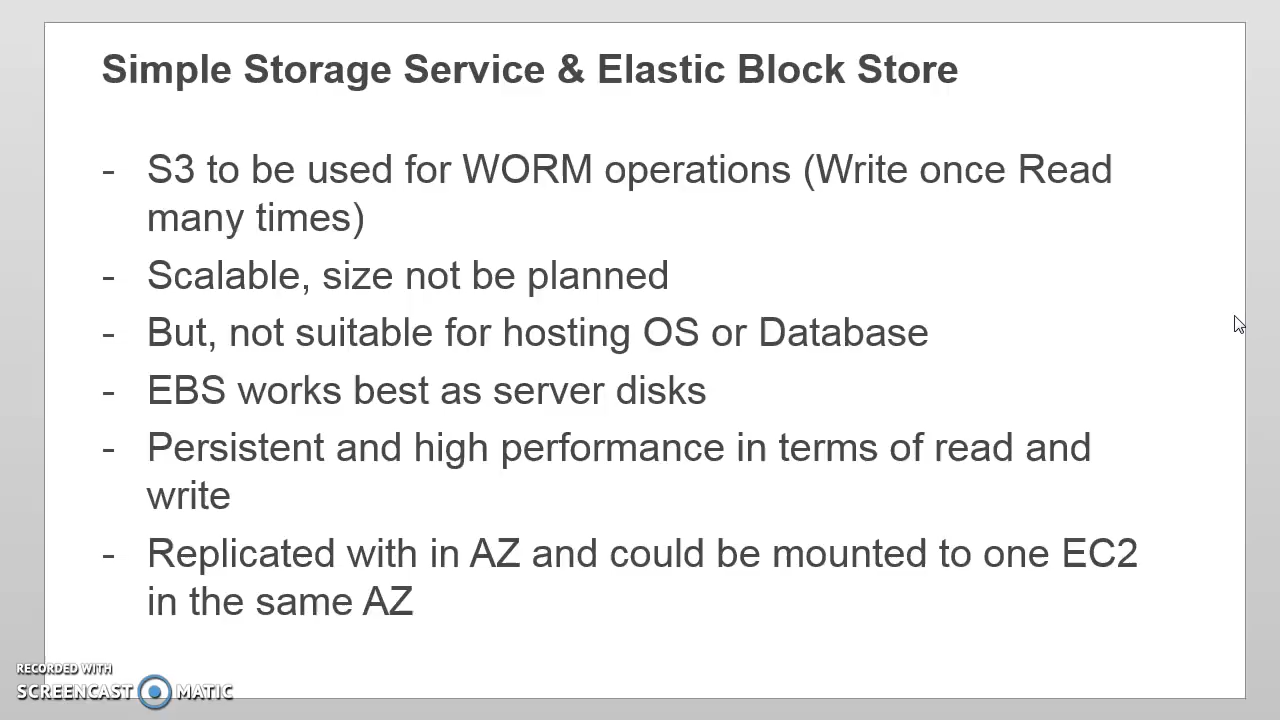 Simple Storage Service & Elastic Block Store
- S3 to be used for WORM operations (Write once Read
many times)
- Scalable, size not be planned
- But, not suitable for hosting OS or Database
- EBS works best as server disks
- Persistent and high performance in terms of read and
write
- Replicated with in AZ and could be mounted to one EC2
in the same AZ
RECORDED WITH
SCREENCAST MATIC